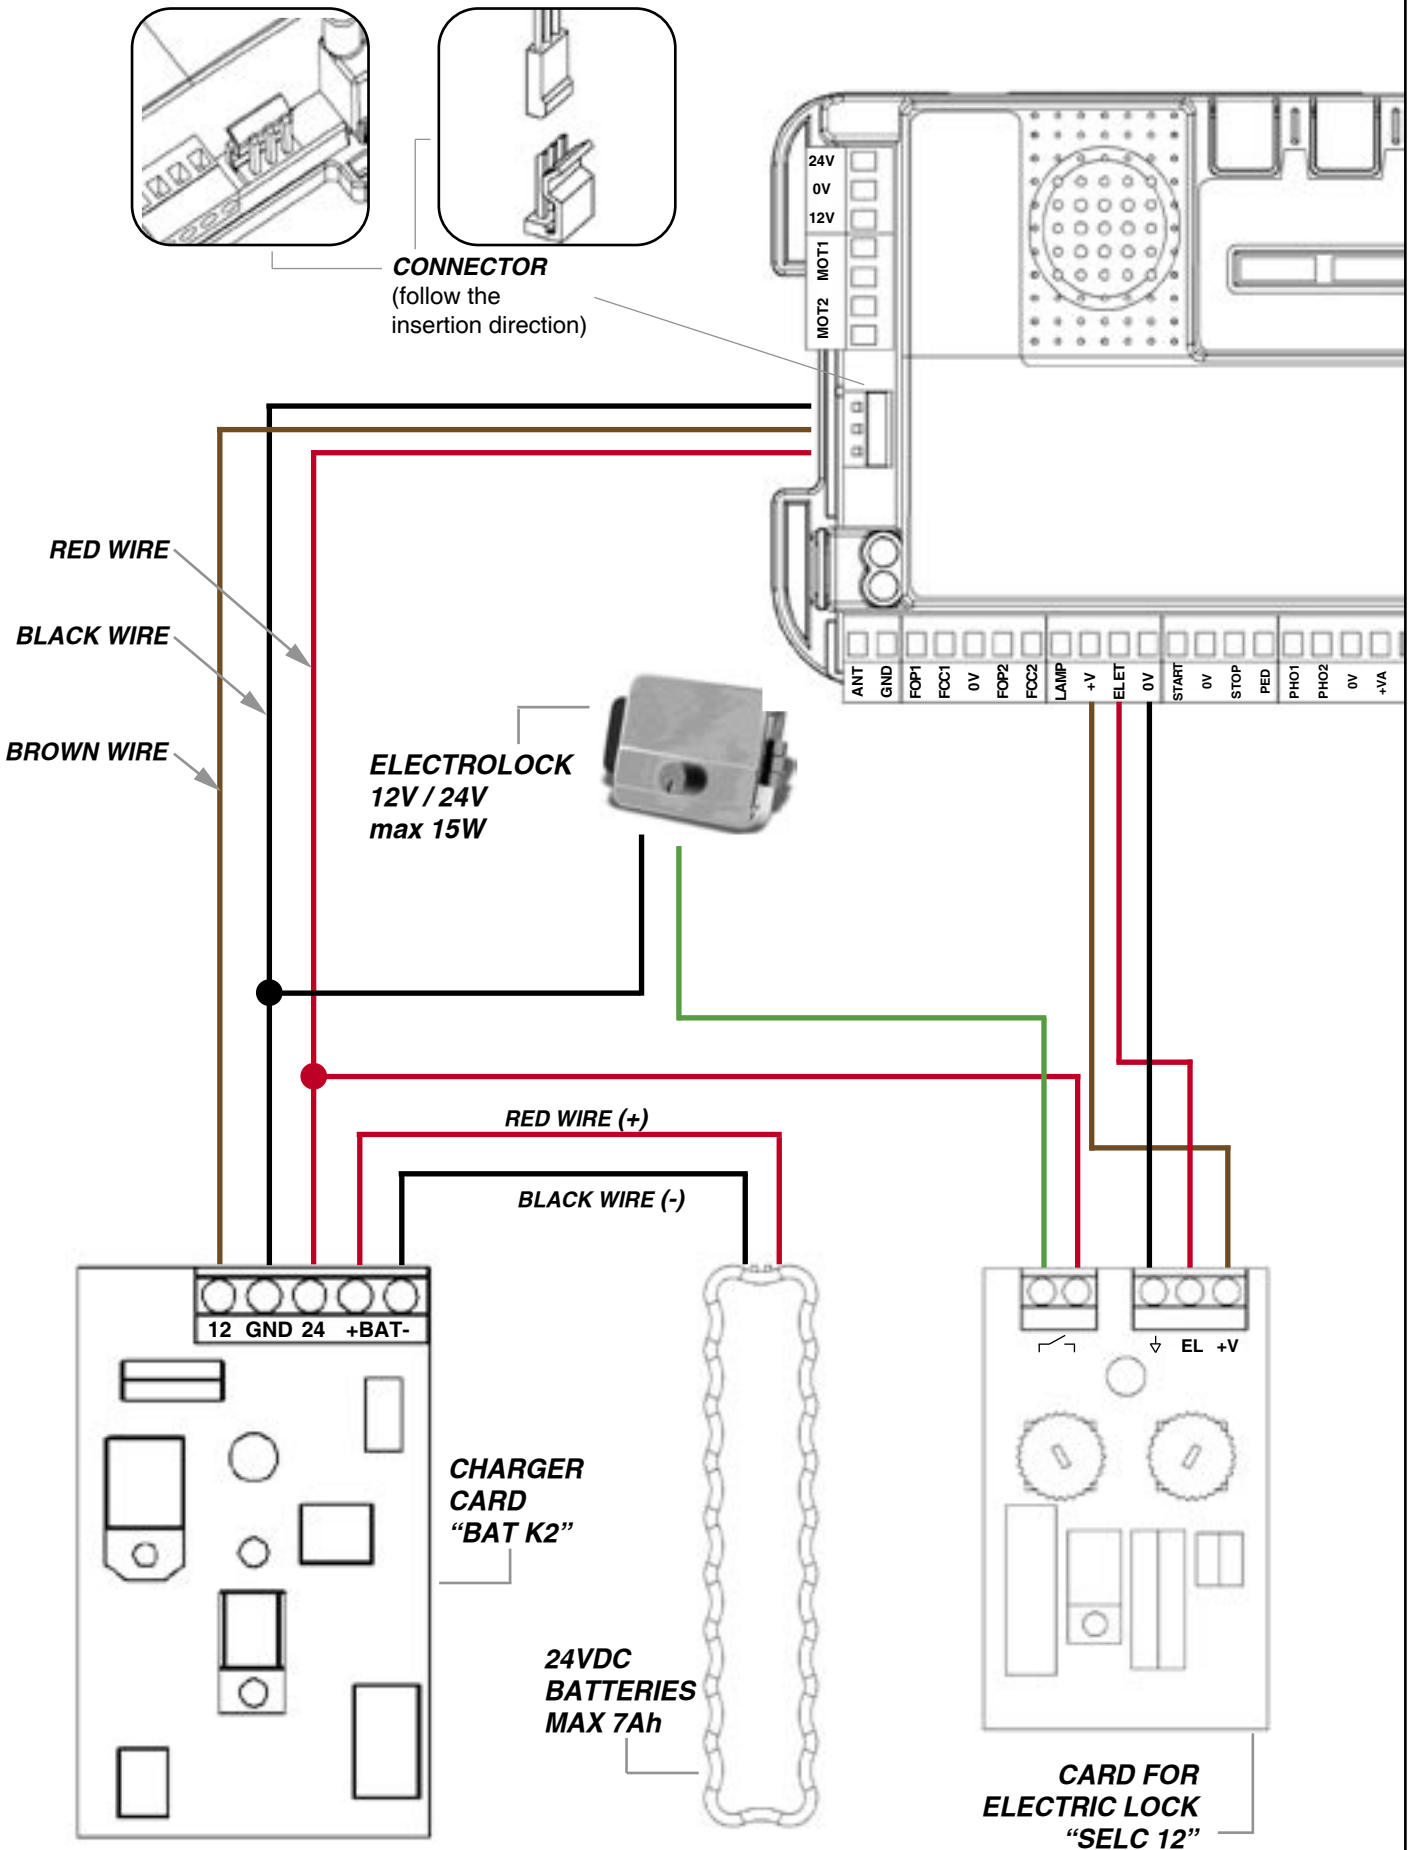 CONNECTOR
(follow the
insertion direction)
24V
0V
12V
MOT1
MOT2
RED WIRE
BLACK WIRE
BROWN WIRE
ANT
GND
FOP1
FCC1
0V
FOP2
FCC2
LAMP
+V
ELET
0V
START
0V
STOP
PED
PHO1
PHO2
0V
+VA
ELECTROLOCK
12V / 24V
max 15W
RED WIRE (+)
BLACK WIRE (-)
12 GND 24 +BAT-
EL +V
CHARGER
CARD
“BAT K2”
24VDC
BATTERIES
MAX 7Ah
CARD FOR
ELECTRIC LOCK
“SELC 12”